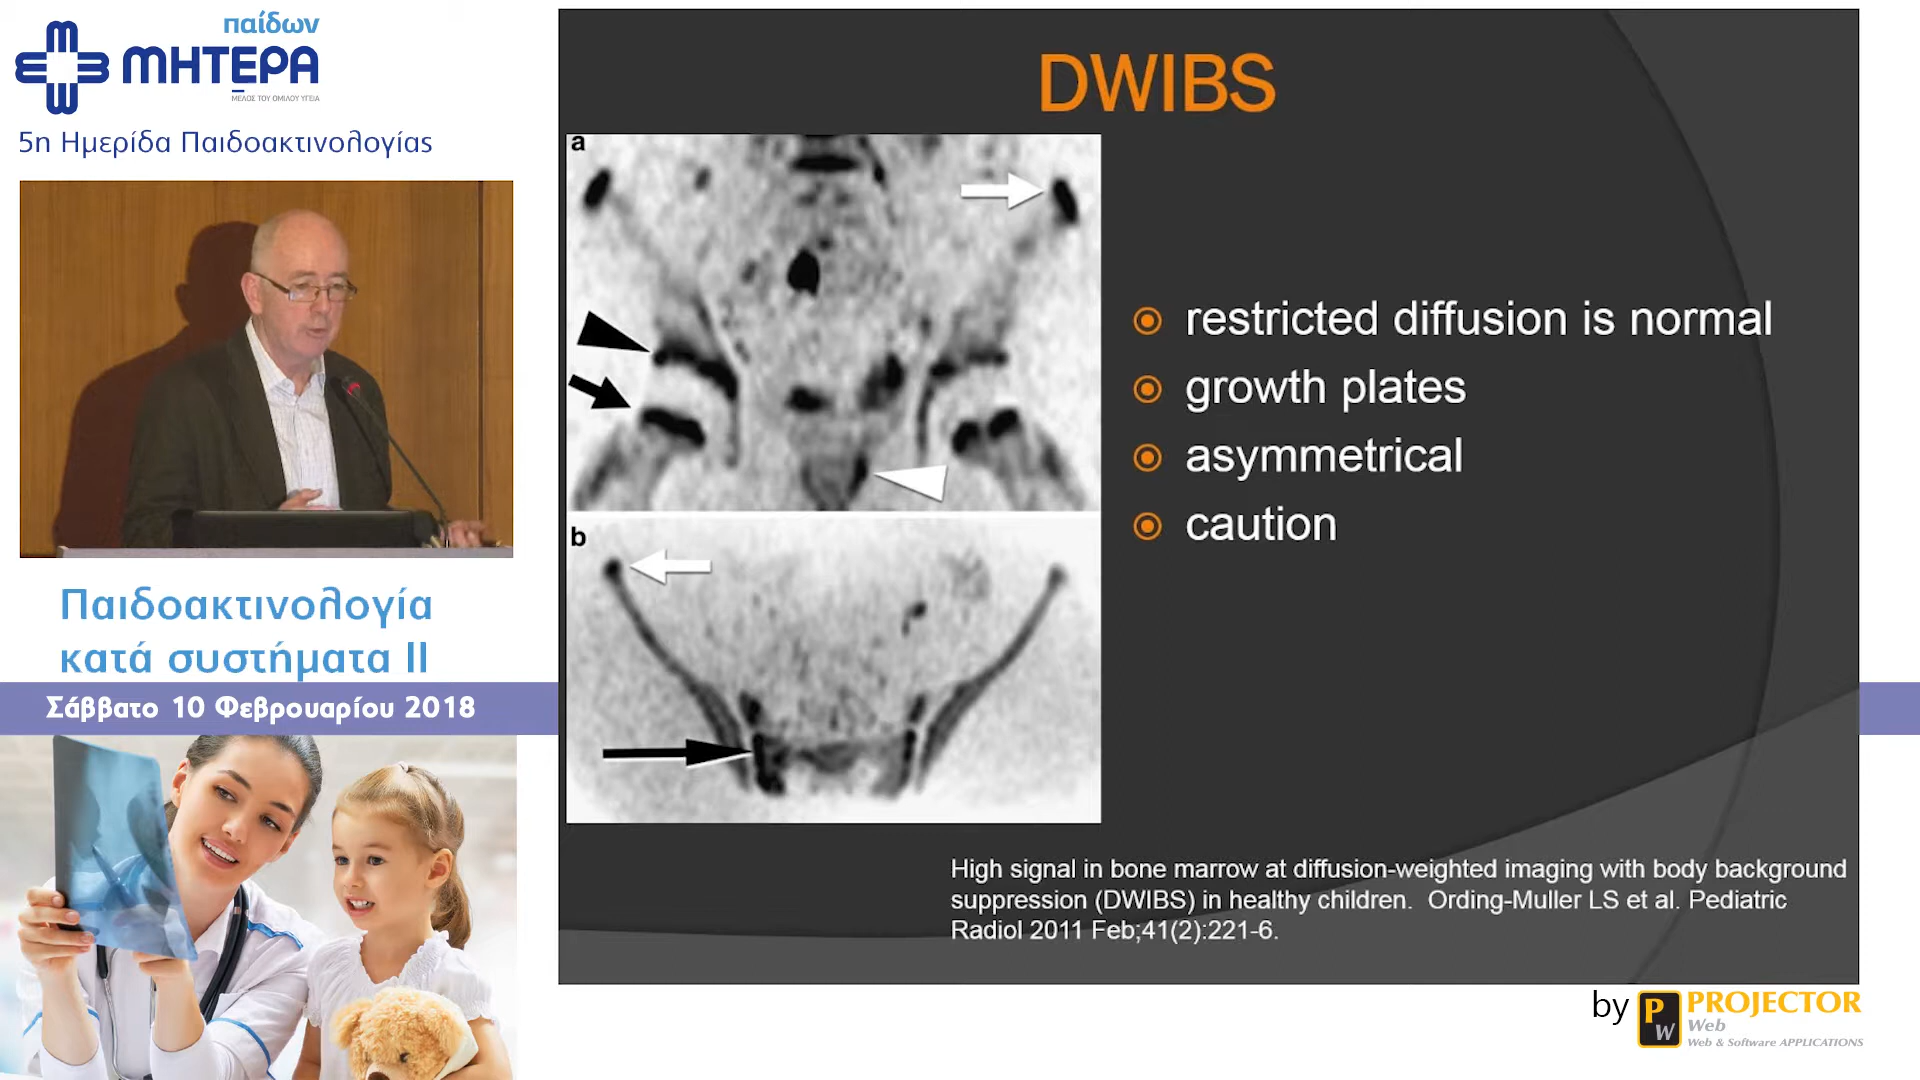 παίδων
ΜΗΤΕΡΑ
ΜΕΛΟΣ ΤΟΥ ΟΜΙΛΟΥ ΥΓΕΙΑ
5η Ημερίδα Παιδοακτινολογίας
Παιδοακτινολογία
κατά συστήματα ΙΙ
Σάββατο 10 Φεβρουαρίου 2018
DWIBS
a
b
restricted diffusion is normal
growth plates
asymmetrical
caution
High signal in bone marrow at diffusion-weighted imaging with body background
suppression (DWIBS) in healthy children. Ording-Muller LS et al. Pediatric
Radiol 2011 Feb;41(2):221-6.
by PW PROJECTOR
Web
Web & Software APPLICATIONS